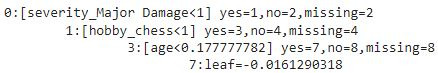 0:[severity_Major Damage<1] yes=1,no=2,missing=2
1:[hobby_chess<1] yes=3,no=4,missing=4
3:[age<0.177777782] yes=7,no=8,missing=8
7:leaf=-0.0161290318